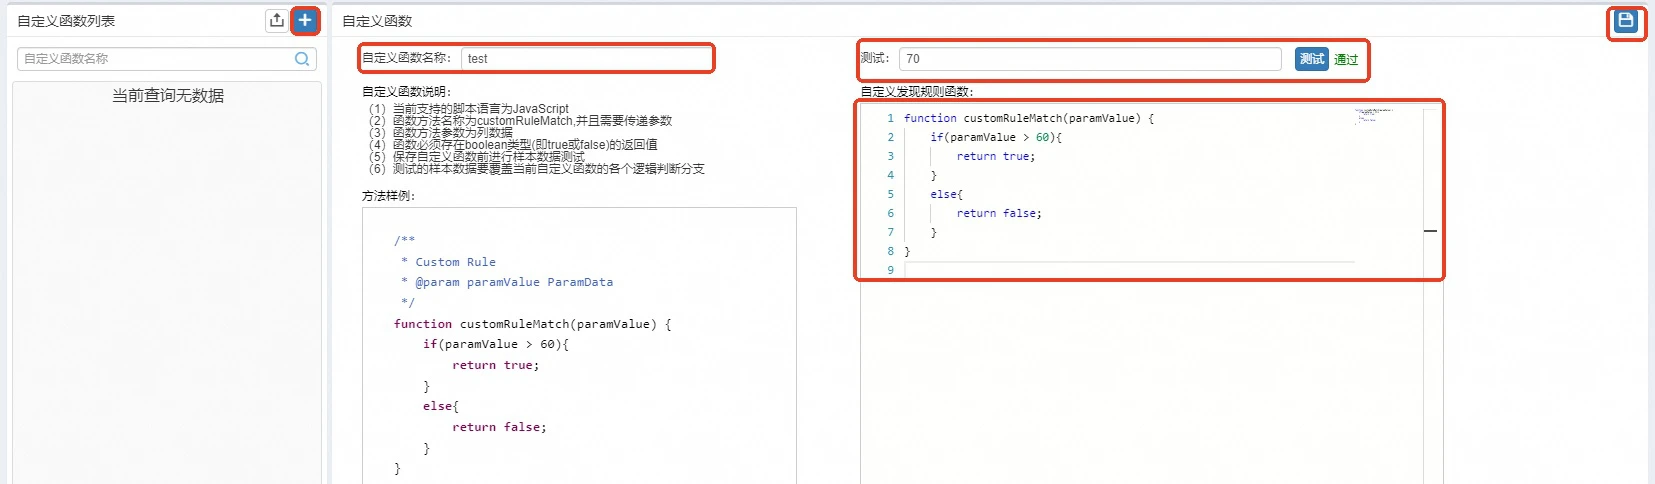 自定义函数列表
自定义函数名称
当前查询无数据
自定义函数
自定义函数名称: test
自定义函数说明:
（1）当前支持的脚本语言为JavaScript
（2）函数方法名称为customRuleMatch,并且需要传递参数
（3）函数方法参数为列数据
（4）函数必须存在boolean类型(即true或false)的返回值
（5）保存自定义函数前进行样本数据测试
（6）测试的样本数据要覆盖当前自定义函数的各个逻辑判断分支
方法样例:
/**
 * Custom Rule
 * @param paramValue ParamData
 */
function customRuleMatch(paramValue) {
    if(paramValue > 60){
        return true;
    }
    else{
        return false;
    }
}
测试: 70 测试 通过
自定义发现规则函数:
1 function customRuleMatch(paramValue) {
2     if(paramValue > 60){
3         return true;
4     }
5     else{
6         return false;
7     }
8 }
9